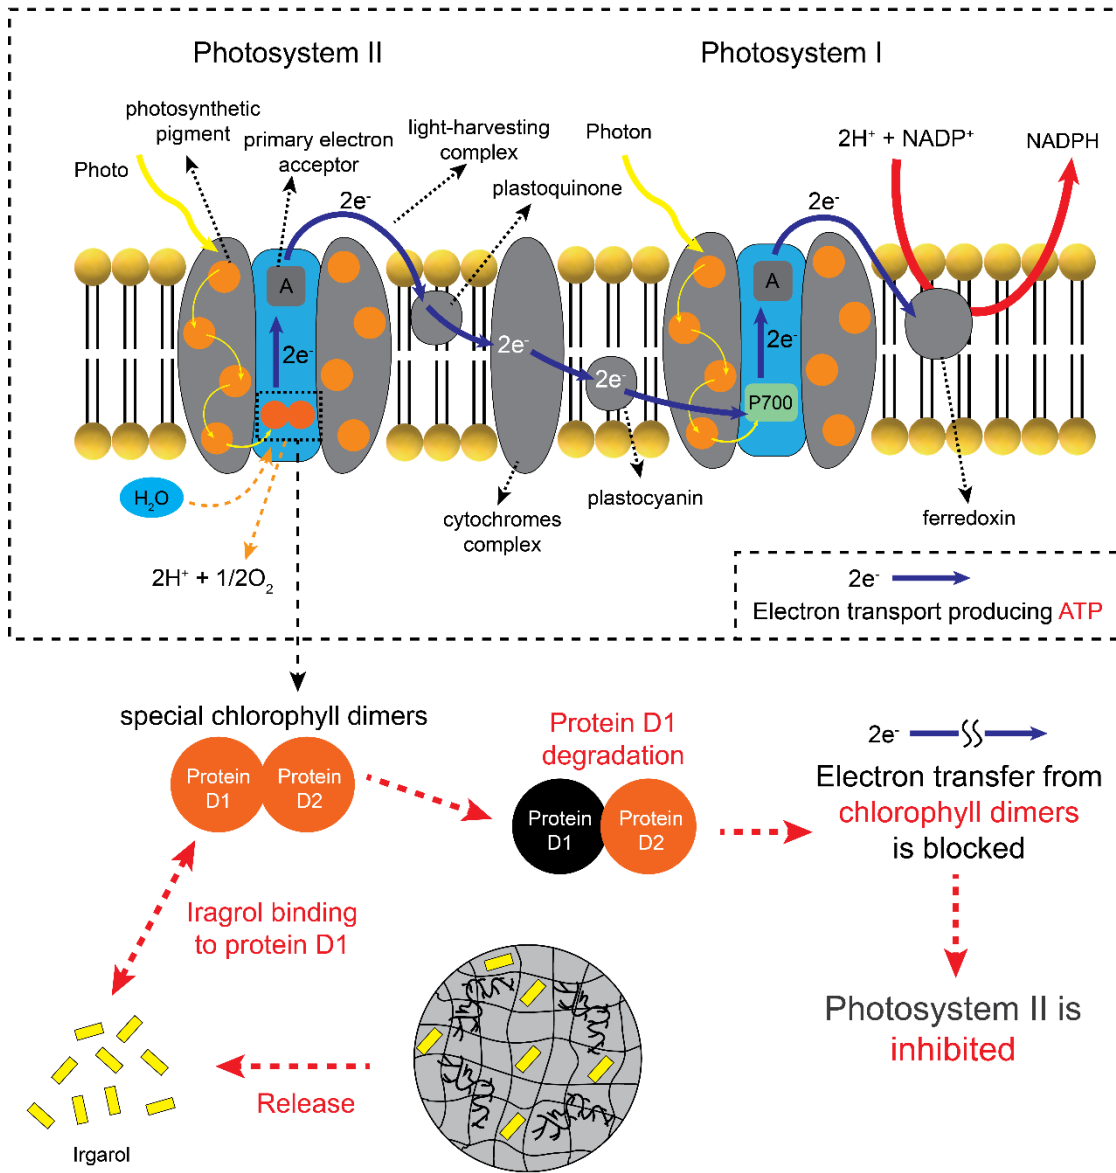 Photosystem II
Photosystem I
photosynthetic
pigment
primary electron
acceptor
light-harvesting
complex
plastoquinone
Photo
Photon
2H⁺ + NADP⁺
NADPH
2e⁻
2e⁻
A
A
2e⁻
2e⁻
2e⁻
2e⁻
P700
H₂O
2H⁺ + 1/2O₂
cytochromes
complex
plastocyanin
ferredoxin
2e⁻
Electron transport producing ATP
special chlorophyll dimers
Protein
D1
Protein
D2
Protein D1
degradation
Protein
D1
Protein
D2
2e⁻
Electron transfer from
chlorophyll dimers
is blocked
Iragrol binding
to protein D1
Photosystem II is
inhibited
Release
Irgarol